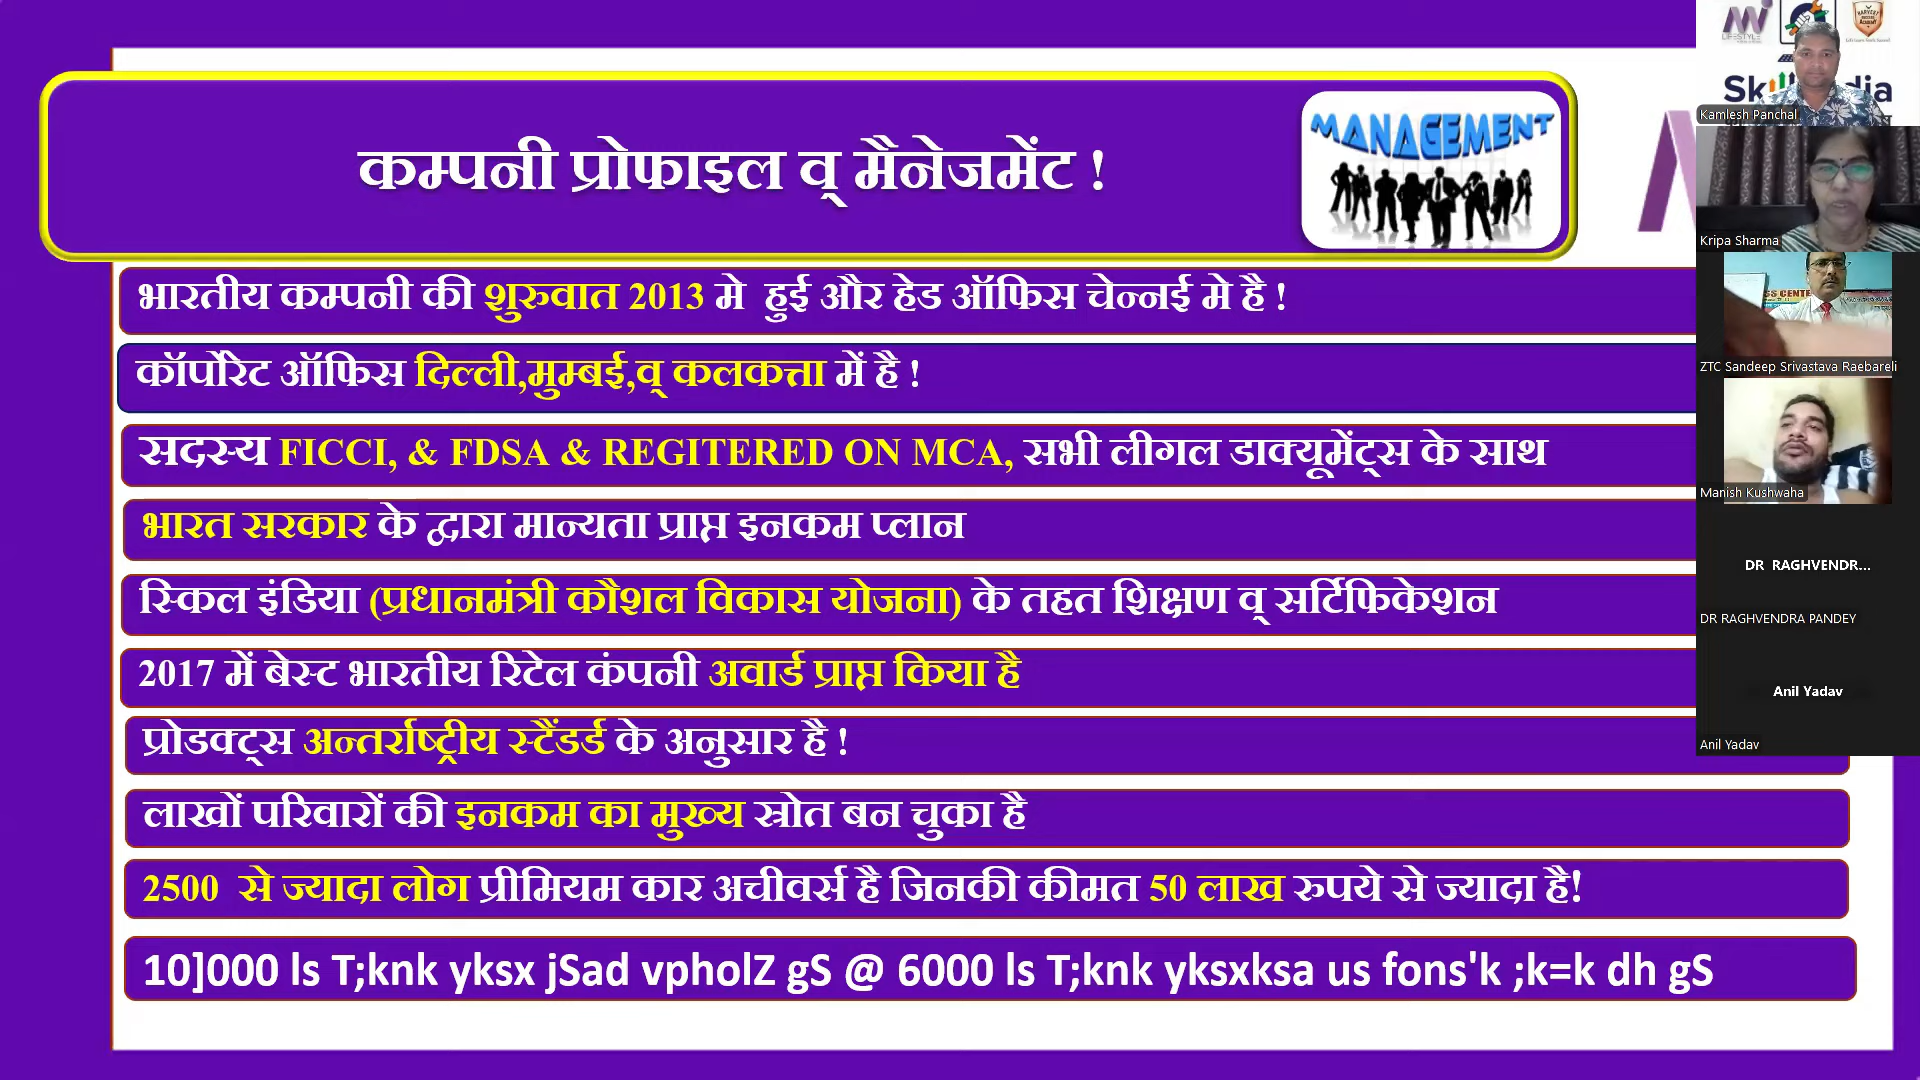 कम्पनी प्रोफाइल व् मैनेजमेंट !
MANAGEMENT
भारतीय कम्पनी की शुरुवात 2013 मे हुई और हेड ऑफिस चेन्नई मे है !
कॉर्पोरेट ऑफिस दिल्ली,मुम्बई,व् कलकत्ता में है !
सदस्य FICCI, & FDSA & REGITERED ON MCA, सभी लीगल डाक्यूमेंट्स के साथ
भारत सरकार के द्वारा मान्यता प्राप्त इनकम प्लान
स्किल इंडिया (प्रधानमंत्री कौशल विकास योजना) के तहत शिक्षण व् सर्टिफिकेशन
2017 में बेस्ट भारतीय रिटेल कंपनी अवार्ड प्राप्त किया है
प्रोडक्ट्स अन्तर्राष्ट्रीय स्टैंडर्ड के अनुसार है !
लाखों परिवारों की इनकम का मुख्य स्रोत बन चुका है
2500 से ज्यादा लोग प्रीमियम कार अचीवर्स है जिनकी कीमत 50 लाख रुपये से ज्यादा है!
10]000 ls T;knk yksx jSad vpholZ gS @ 6000 ls T;knk yksxksa us fons'k ;k=k dh gS
LIFESTYLE
HARVEST
Kamlesh Panchal
Kripa Sharma
ZTC Sandeep Srivastava Raebareli
Manish Kushwaha
DR RAGHVENDR...
DR RAGHVENDRA PANDEY
Anil Yadav
Anil Yadav